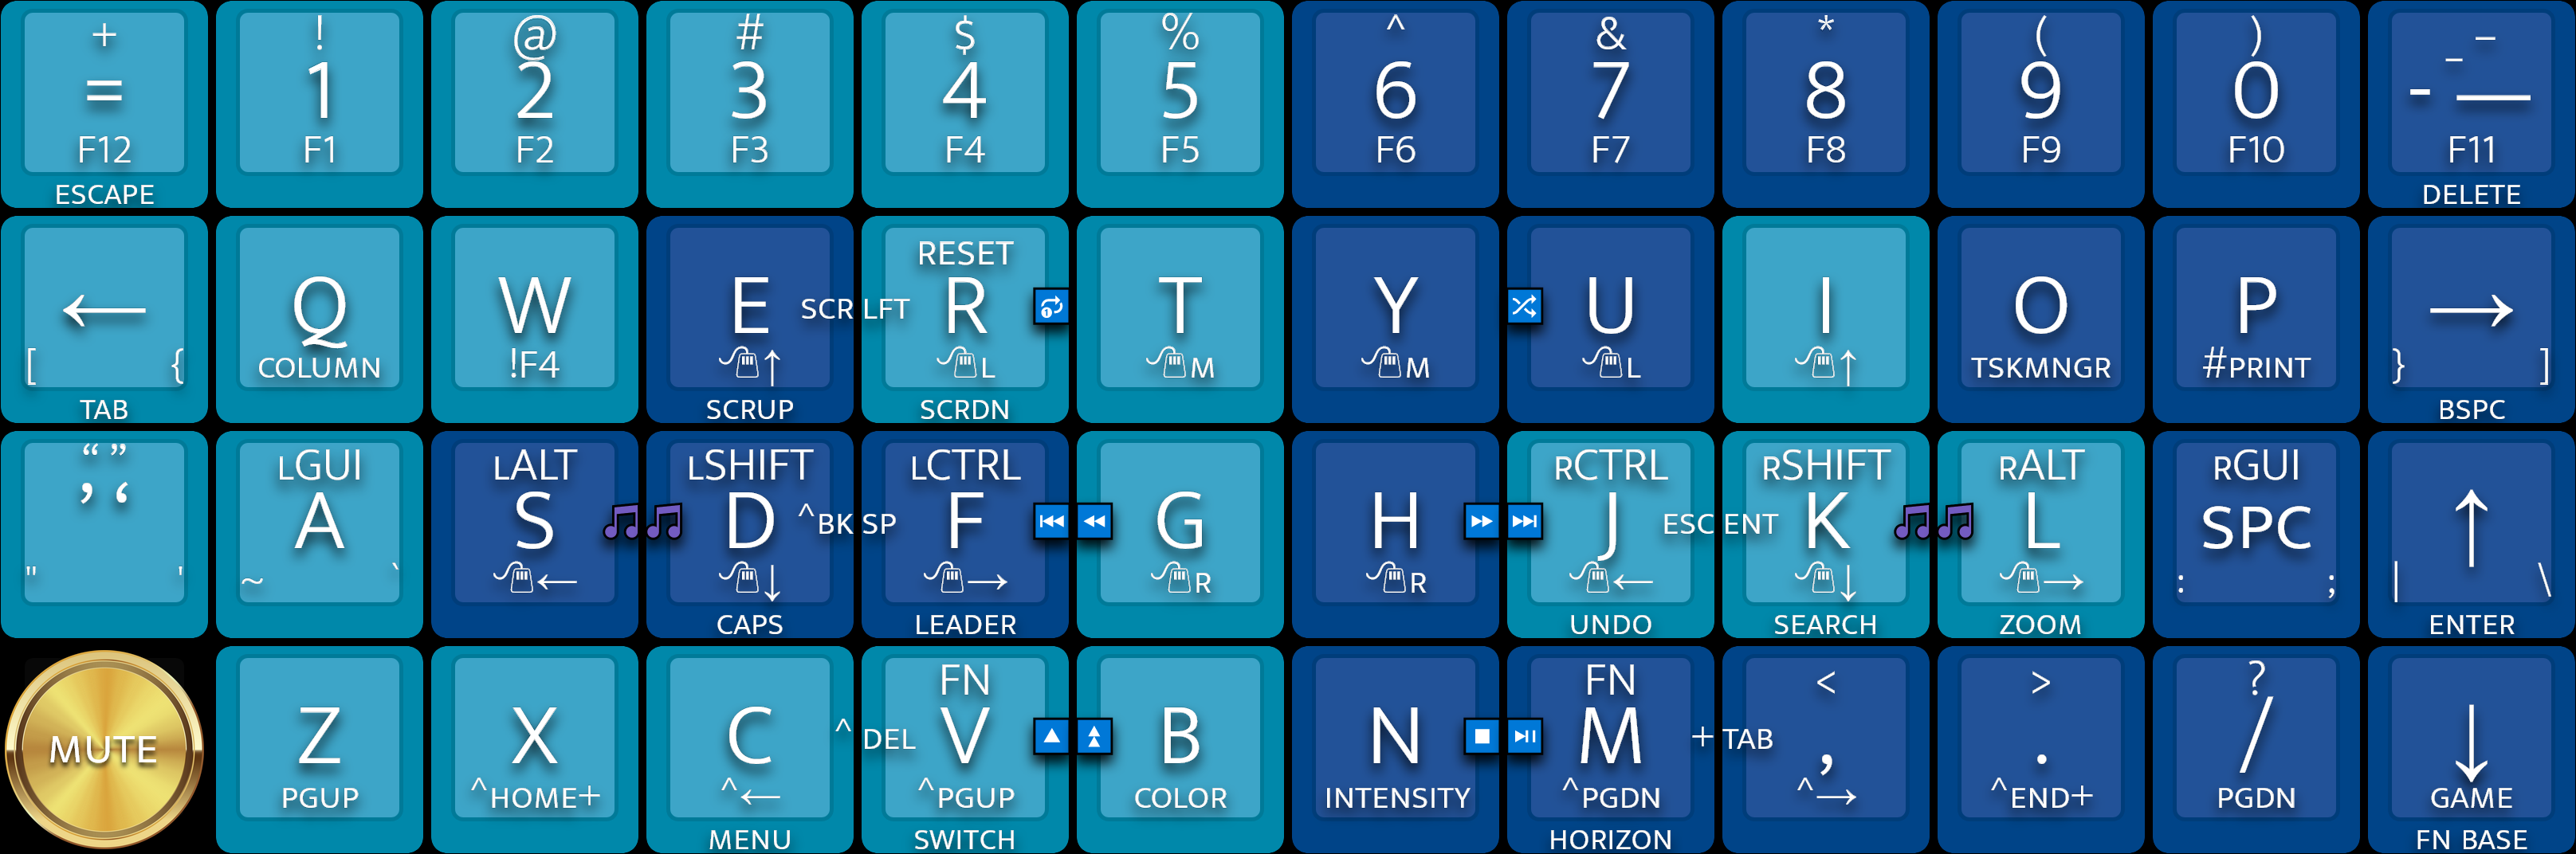 + ! @ # $ % ^ & * ( ) _ –
= 1 2 3 4 5 6 7 8 9 0 - —
F12 F1 F2 F3 F4 F5 F6 F7 F8 F9 F10 F11
ESCAPE DELETE
RESET
← Q W E SCR LFT R T Y U I O P →
[ { COLUMN !F4 ↑ L M M L ↑ TSKMNGR #PRINT } ]
TAB SCRUP SCRDN BSPC
“ ” LGUI LALT LSHIFT LCTRL RCTRL RSHIFT RALT RGUI
’ ‘ A S D ^BK SP F G H J ESC ENT K L SPC ↑
" ' ~ ` ← ↓ → R R ← ↓ → : ; | \
CAPS LEADER UNDO SEARCH ZOOM ENTER
FN FN < > ?
MUTE Z X C ^ DEL V B N M + TAB , . / ↓
PGUP ^HOME+ ^← ^PGUP COLOR INTENSITY ^PGDN ^→ ^END+ PGDN GAME
MENU SWITCH HORIZON FN BASE